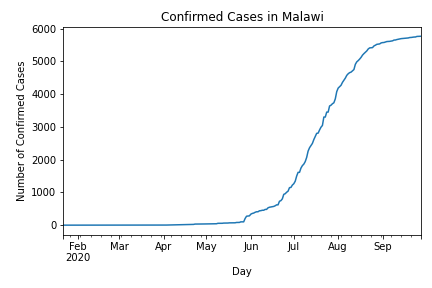 Confirmed Cases in Malawi
Number of Confirmed Cases
6000
5000
4000
3000
2000
1000
0
Feb Mar Apr May Jun Jul Aug Sep
2020
Day